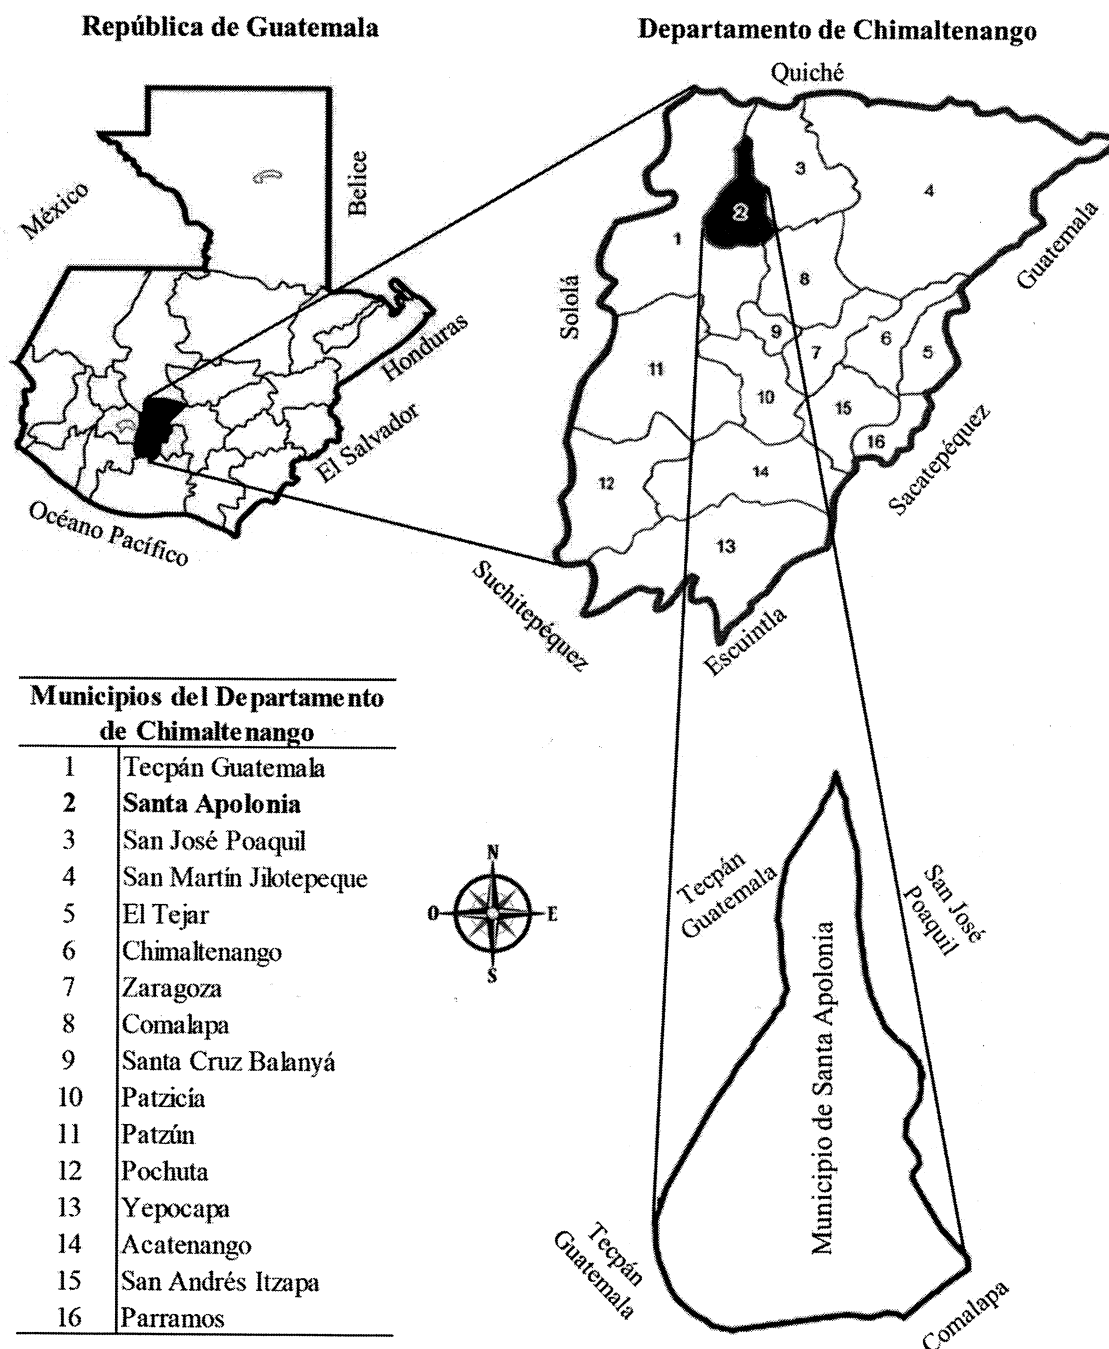 República de Guatemala
México
Belice
Honduras
El Salvador
Océano Pacífico
Departamento de Chimaltenango
Quiché
Guatemala
Sololá
Sacatepéquez
Suchitepéquez
Escuintla
1
2
3
4
5
6
7
8
9
10
11
12
13
14
15
16
Municipios del Departamento
de Chimaltenango
1 Tecpán Guatemala
2 Santa Apolonia
3 San José Poaquil
4 San Martín Jilotepeque
5 El Tejar
6 Chimaltenango
7 Zaragoza
8 Comalapa
9 Santa Cruz Balanyá
10 Patzicía
11 Patzún
12 Pochuta
13 Yepocapa
14 Acatenango
15 San Andrés Itzapa
16 Parramos
N
O
E
S
Tecpán
Guatemala
San José
Poaquil
Municipio de Santa Apolonia
Tecpán
Guatemala
Comalapa